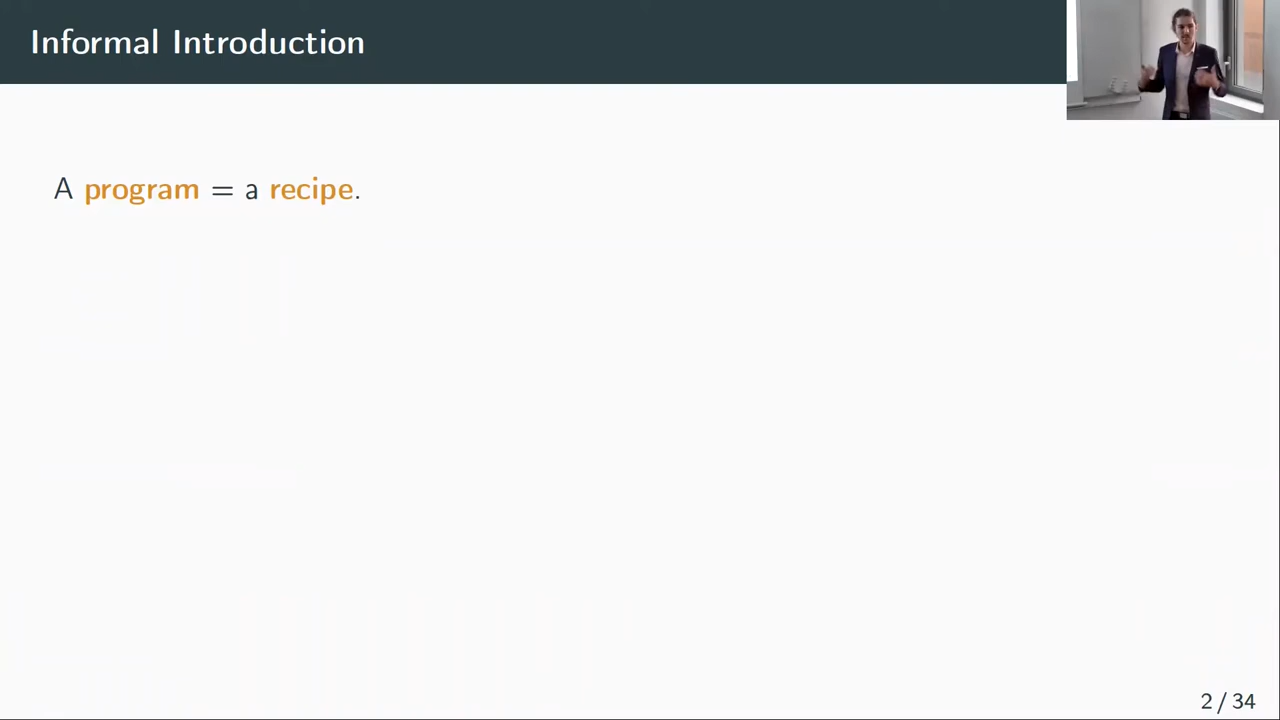 Informal Introduction
A program = a recipe.
2 / 34